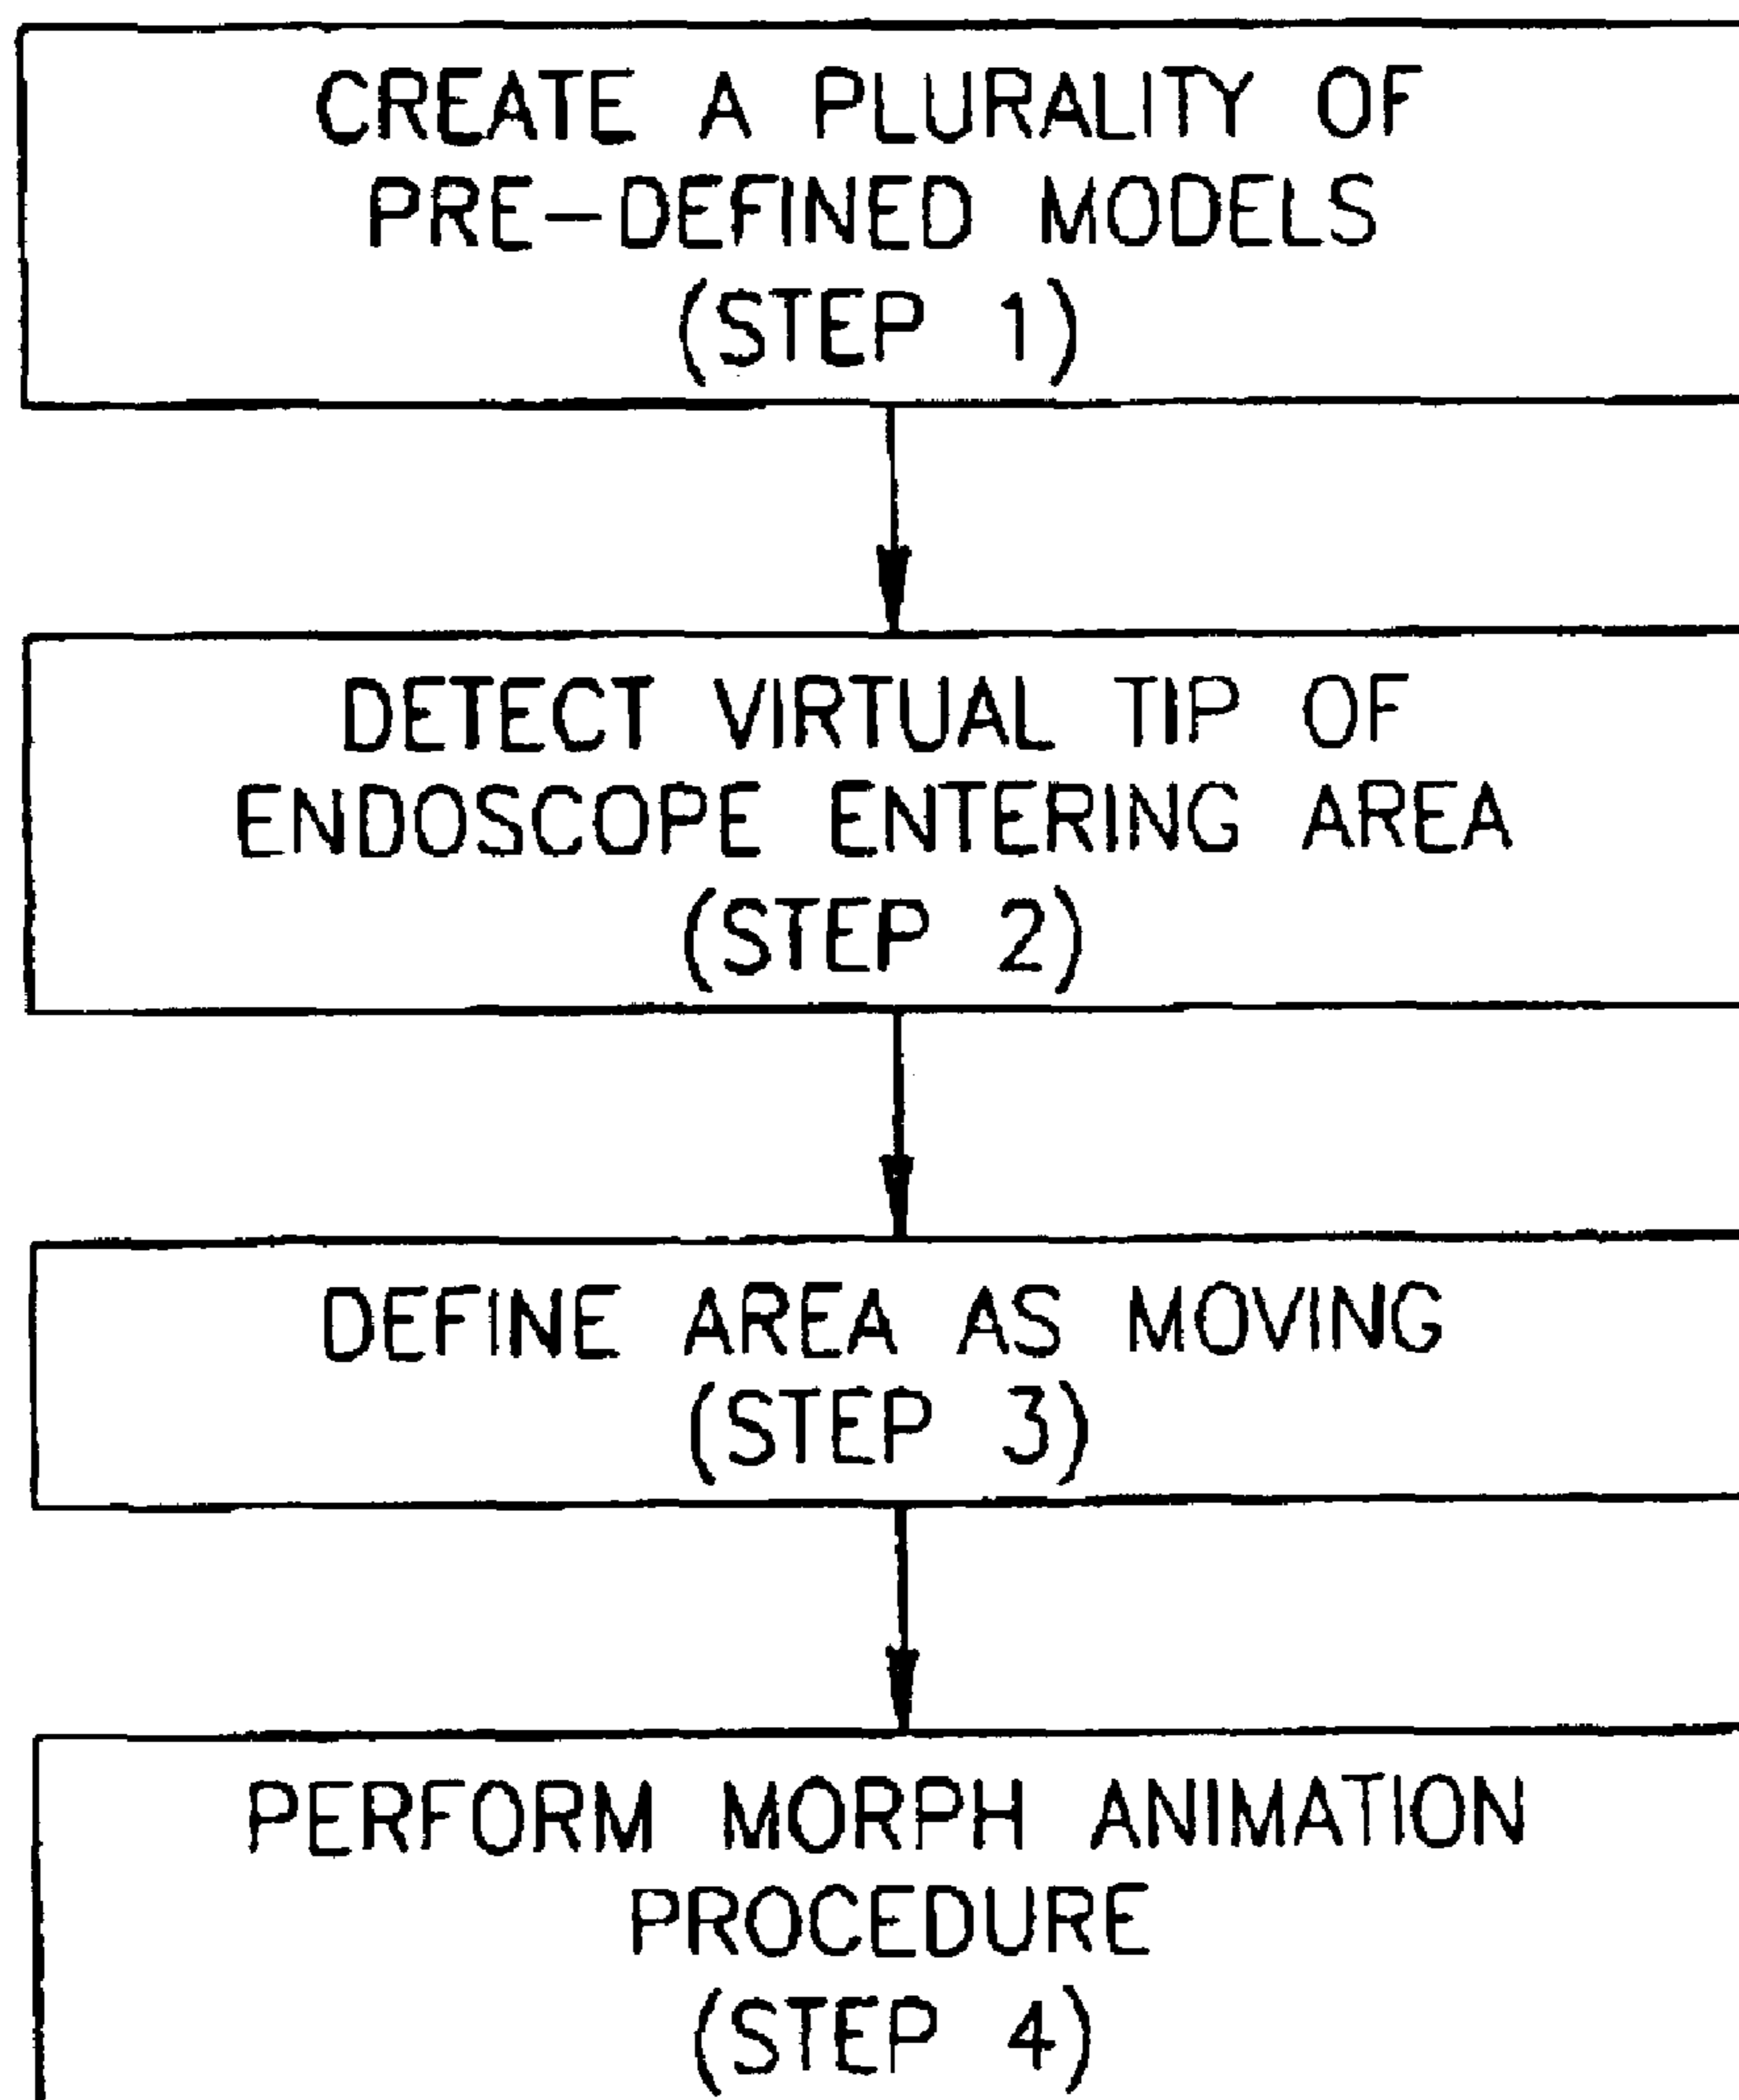 CREATE A PLURALITY OF
PRE-DEFINED MODELS
(STEP 1)
DETECT VIRTUAL TIP OF
ENDOSCOPE ENTERING AREA
(STEP 2)
DEFINE AREA AS MOVING
(STEP 3)
PERFORM MORPH ANIMATION
PROCEDURE
(STEP 4)